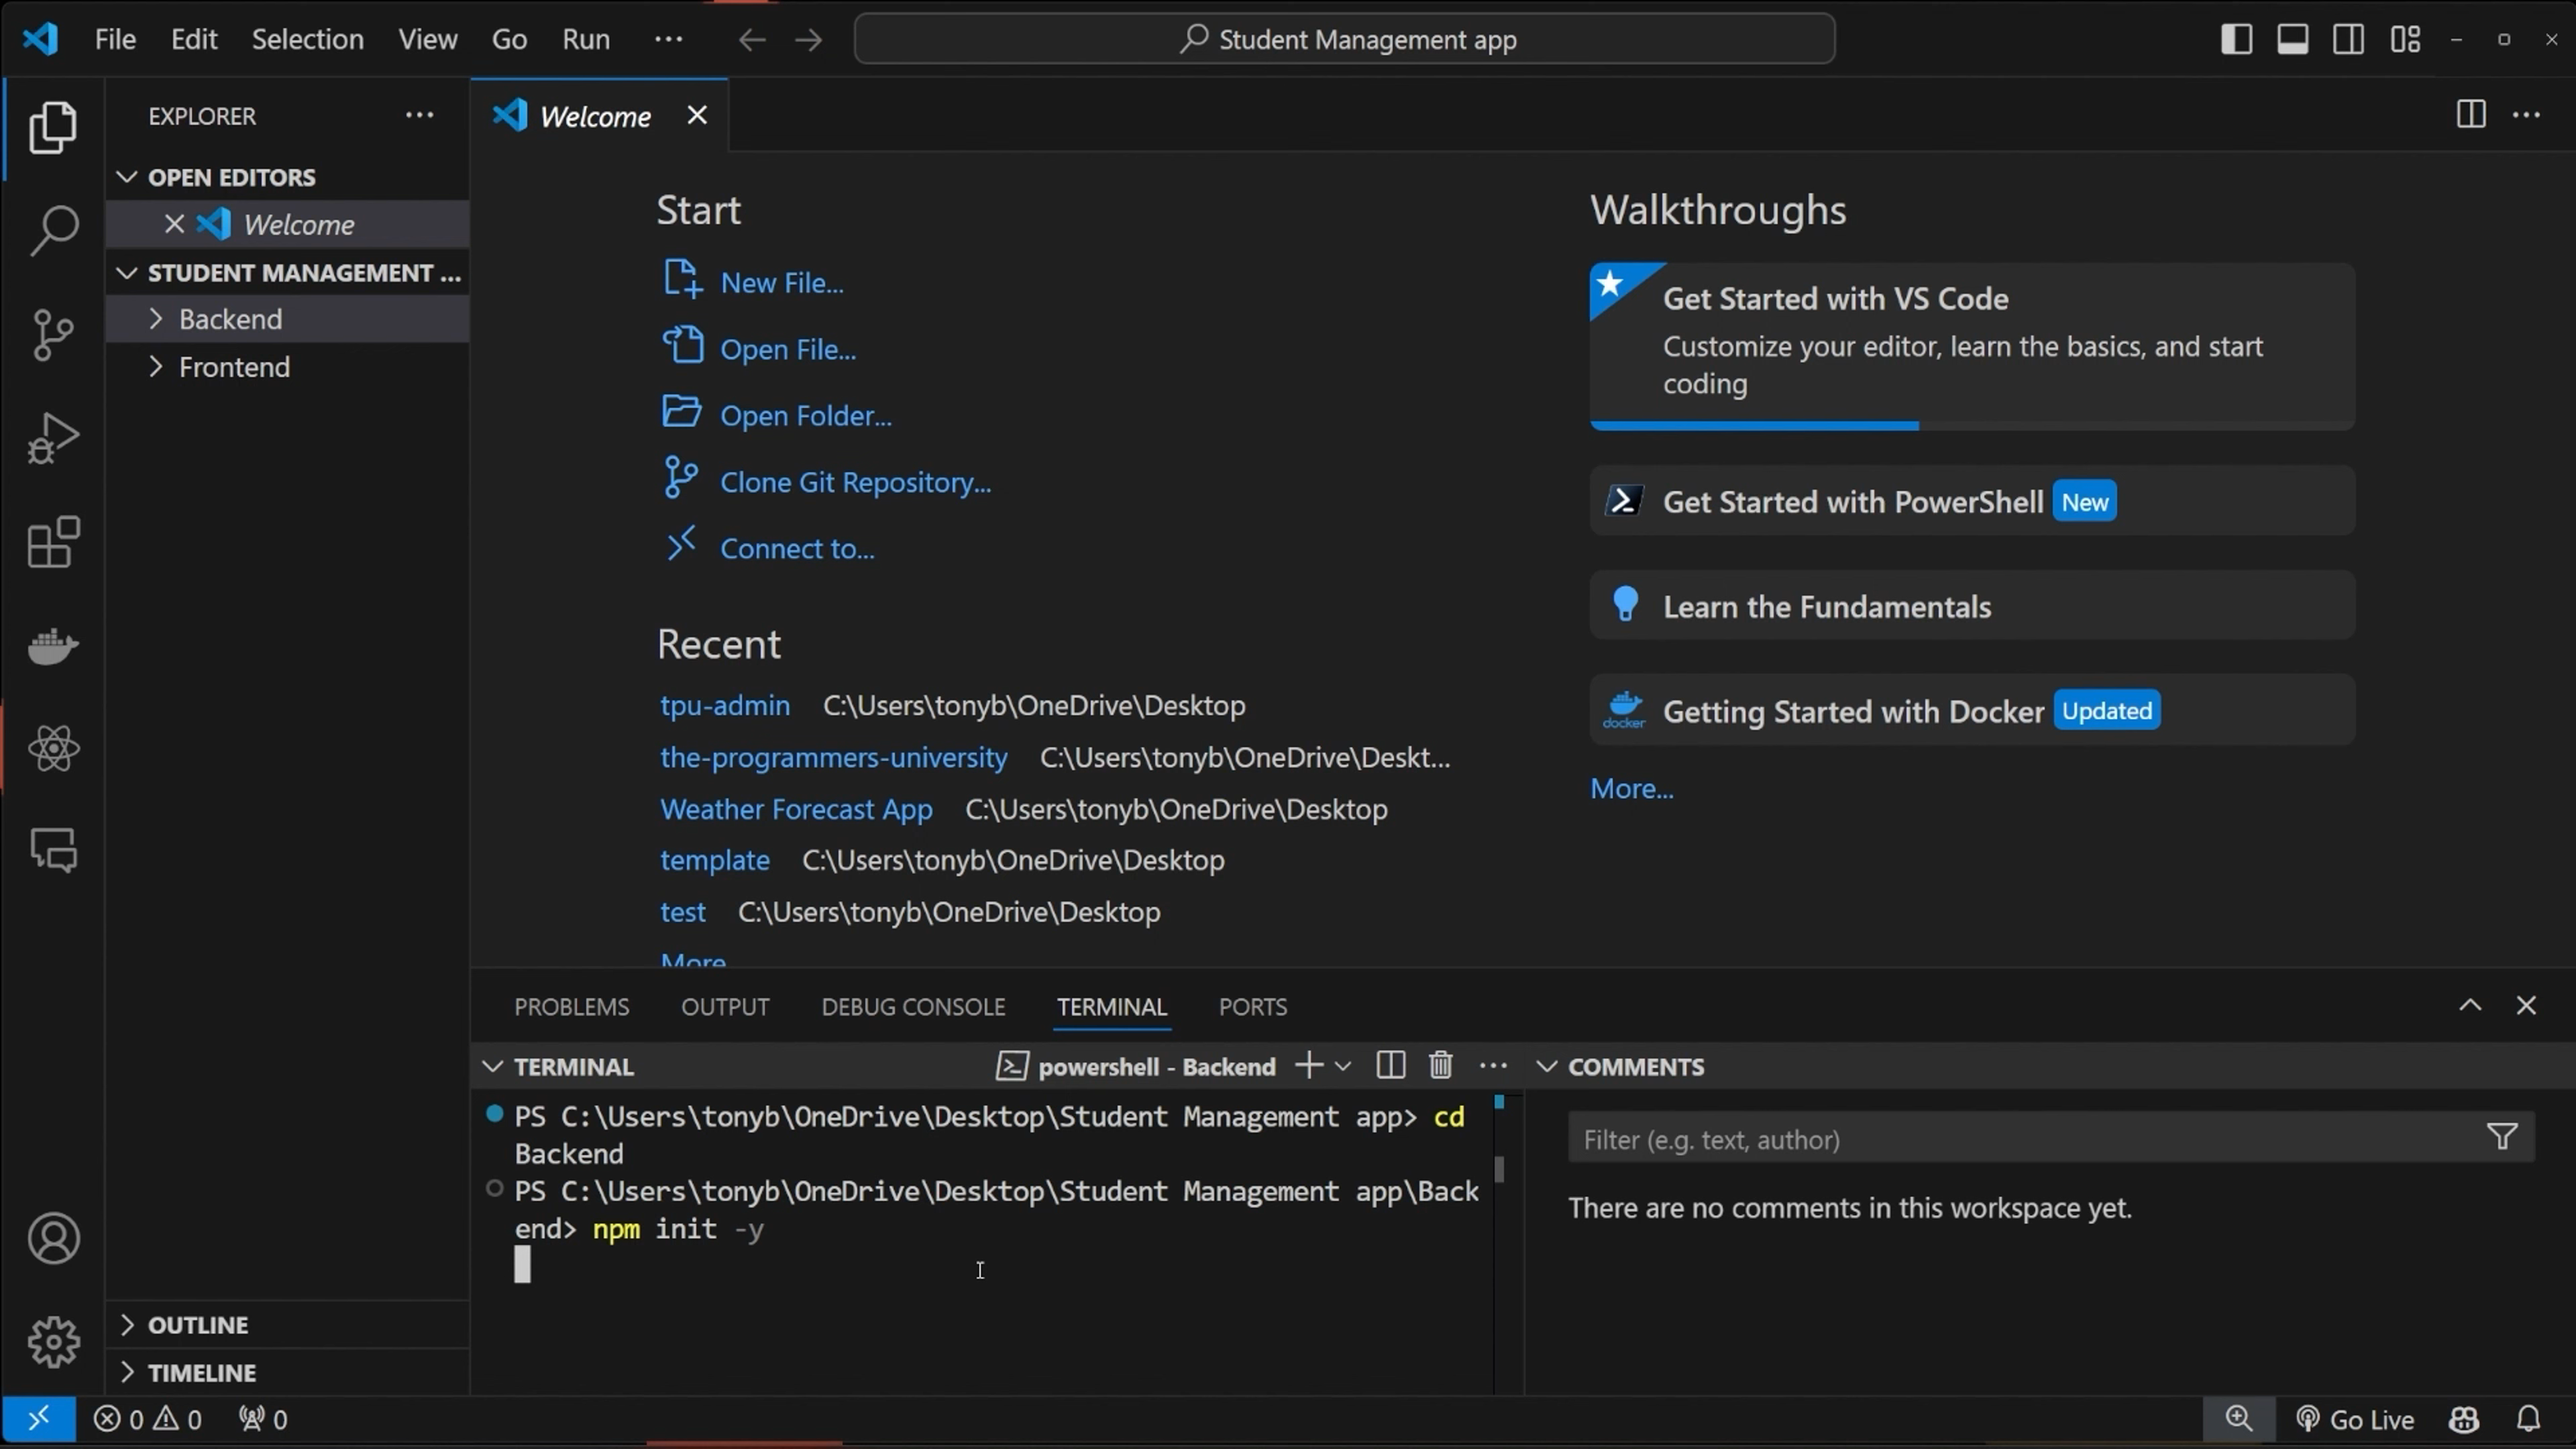 File Edit Selection View Go Run ···
Student Management app
EXPLORER
OPEN EDITORS
Welcome
STUDENT MANAGEMENT ...
Backend
Frontend
OUTLINE
TIMELINE
Welcome
Start
New File...
Open File...
Open Folder...
Clone Git Repository...
Connect to...
Recent
tpu-admin C:\Users\tonyb\OneDrive\Desktop
the-programmers-university C:\Users\tonyb\OneDrive\Deskt...
Weather Forecast App C:\Users\tonyb\OneDrive\Desktop
template C:\Users\tonyb\OneDrive\Desktop
test C:\Users\tonyb\OneDrive\Desktop
More
Walkthroughs
Get Started with VS Code
Customize your editor, learn the basics, and start
coding
Get Started with PowerShell New
Learn the Fundamentals
docker
Getting Started with Docker Updated
More...
PROBLEMS OUTPUT DEBUG CONSOLE TERMINAL PORTS
TERMINAL
powershell - Backend
PS C:\Users\tonyb\OneDrive\Desktop\Student Management app> cd
Backend
PS C:\Users\tonyb\OneDrive\Desktop\Student Management app\Back
end> npm init -y
COMMENTS
Filter (e.g. text, author)
There are no comments in this workspace yet.
0 0 0
Go Live